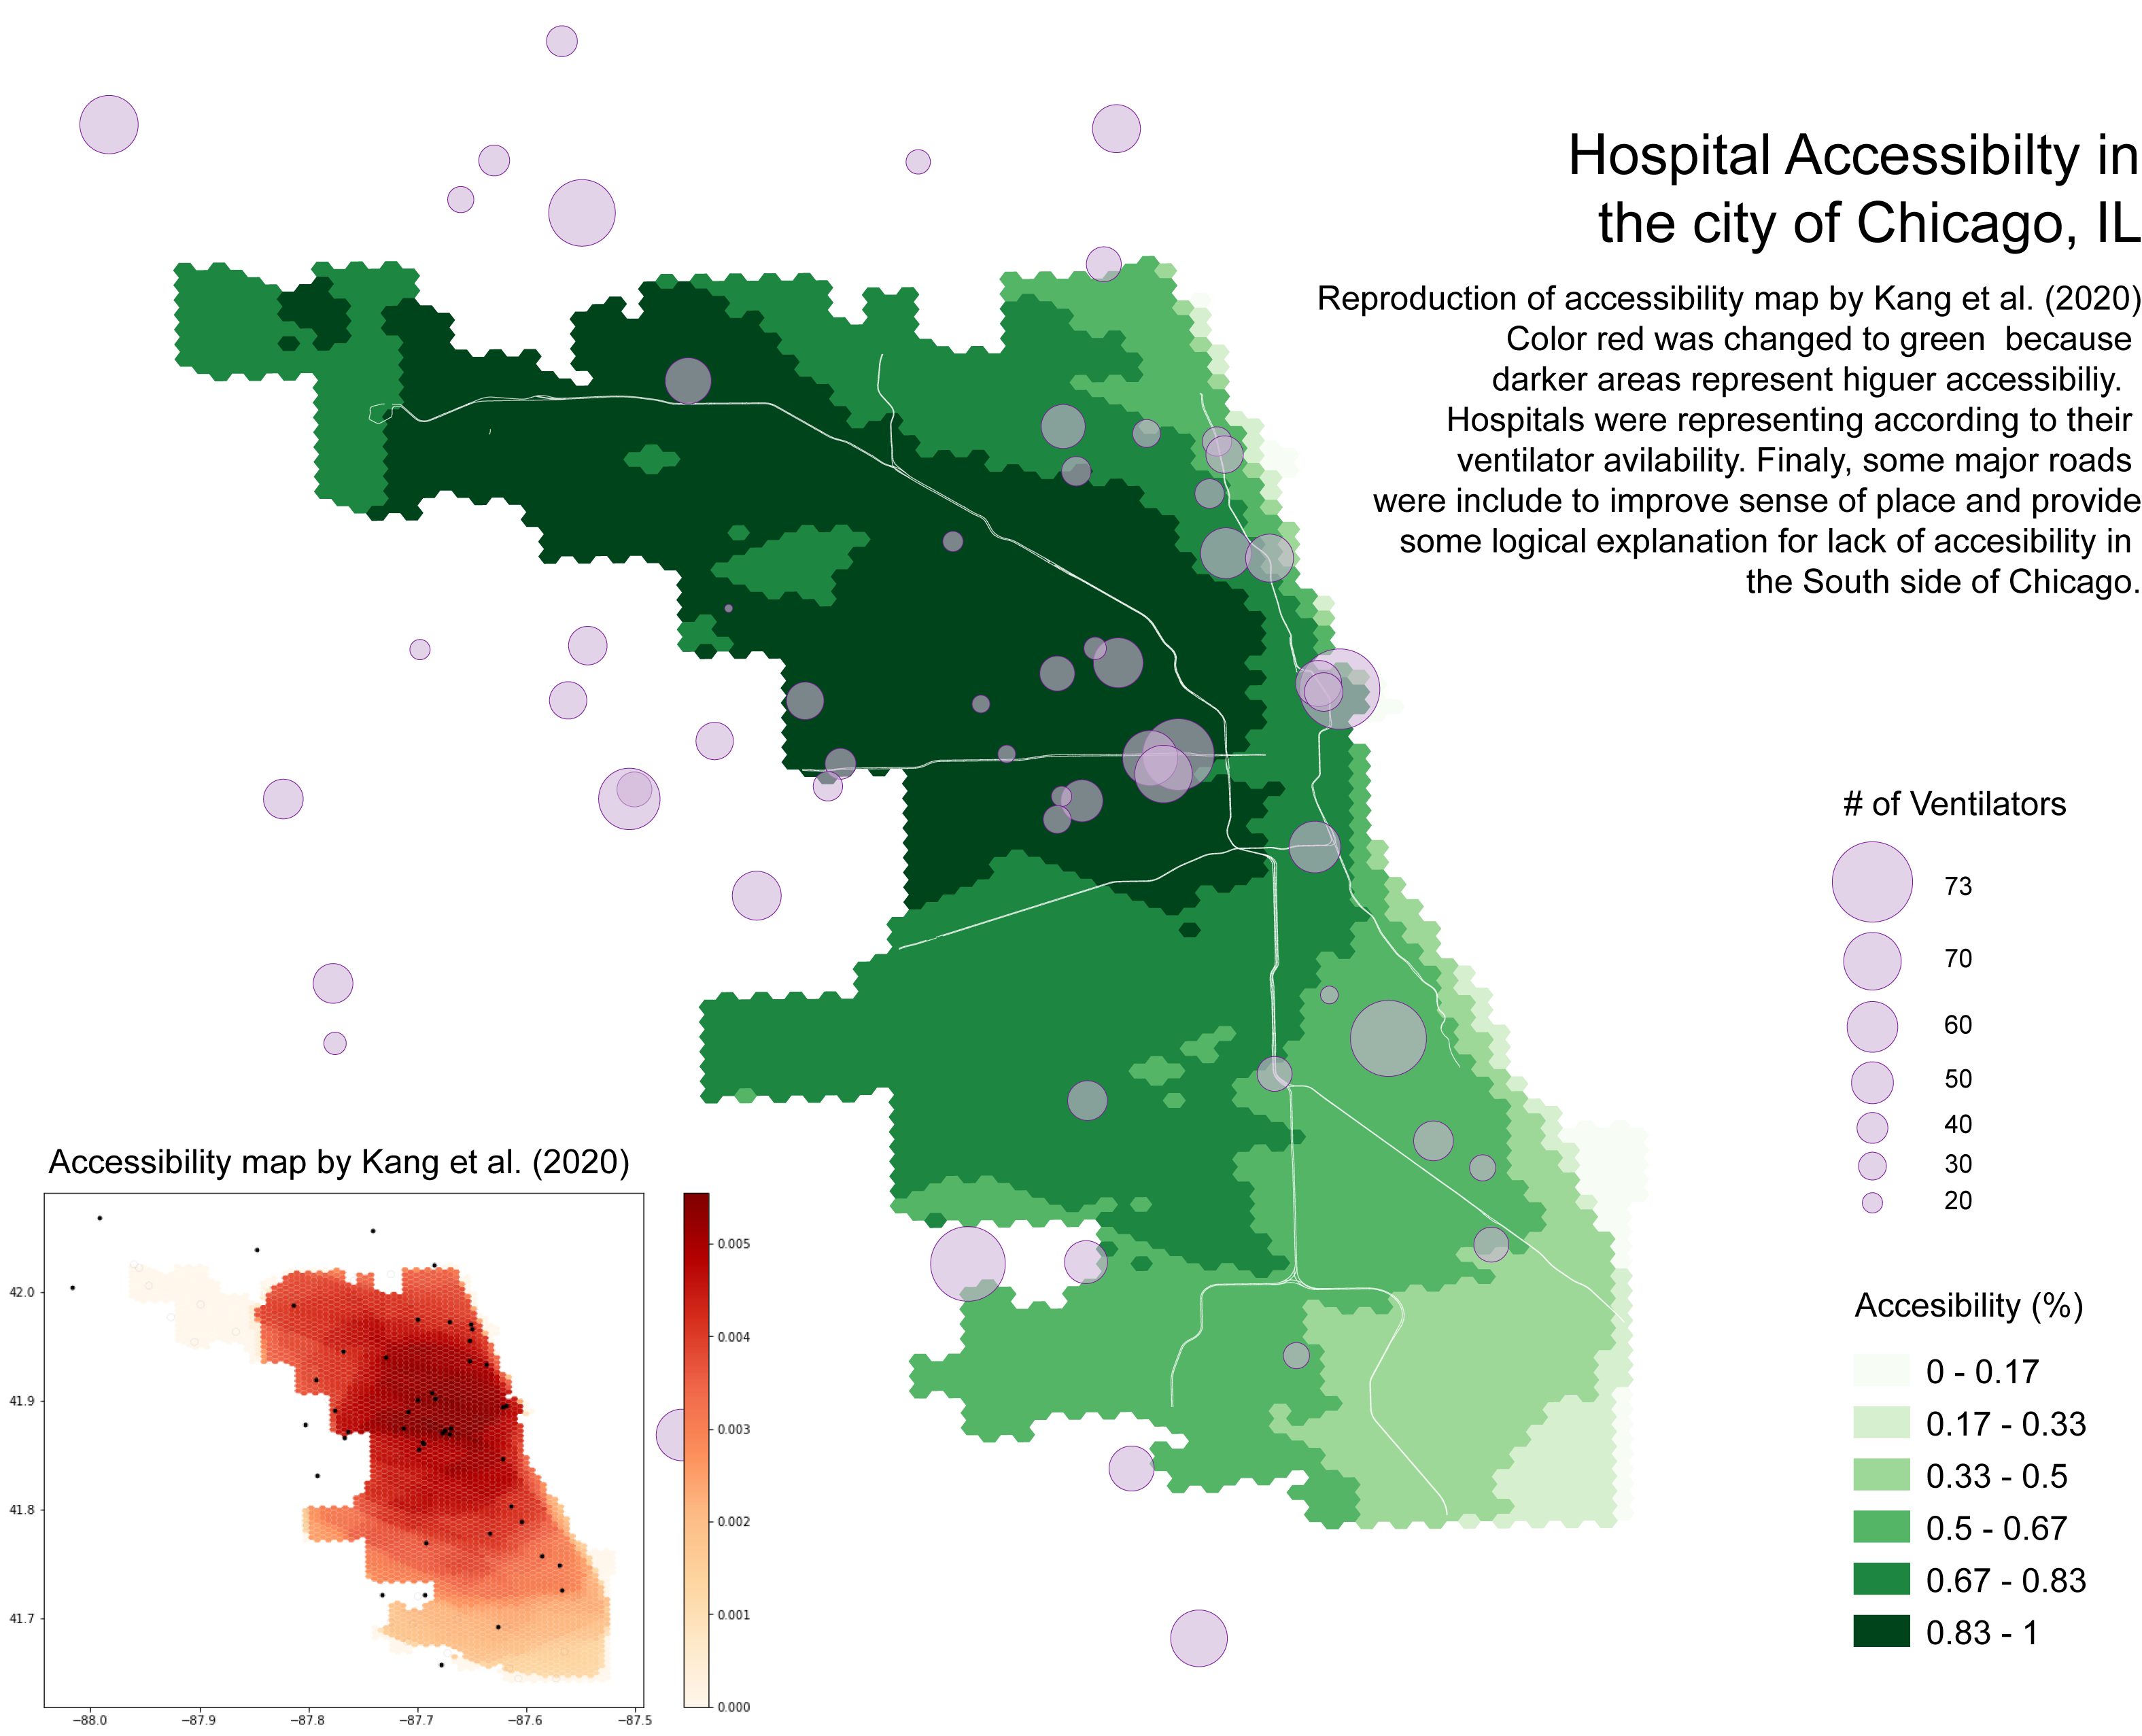 Hospital Accessibilty in
the city of Chicago, IL
Reproduction of accessibility map by Kang et al. (2020)
Color red was changed to green  because
darker areas represent higuer accessibiliy.
Hospitals were representing according to their
ventilator avilability. Finaly, some major roads
were include to improve sense of place and provide
some logical explanation for lack of accesibility in
the South side of Chicago.
# of Ventilators
73
70
60
50
40
30
20
Accessibility map by Kang et al. (2020)
42.0
41.9
41.8
41.7
−88.0
−87.9
−87.8
−87.7
−87.6
−87.5
0.005
0.004
0.003
0.002
0.001
0.000
Accesibility (%)
0 - 0.17
0.17 - 0.33
0.33 - 0.5
0.5 - 0.67
0.67 - 0.83
0.83 - 1